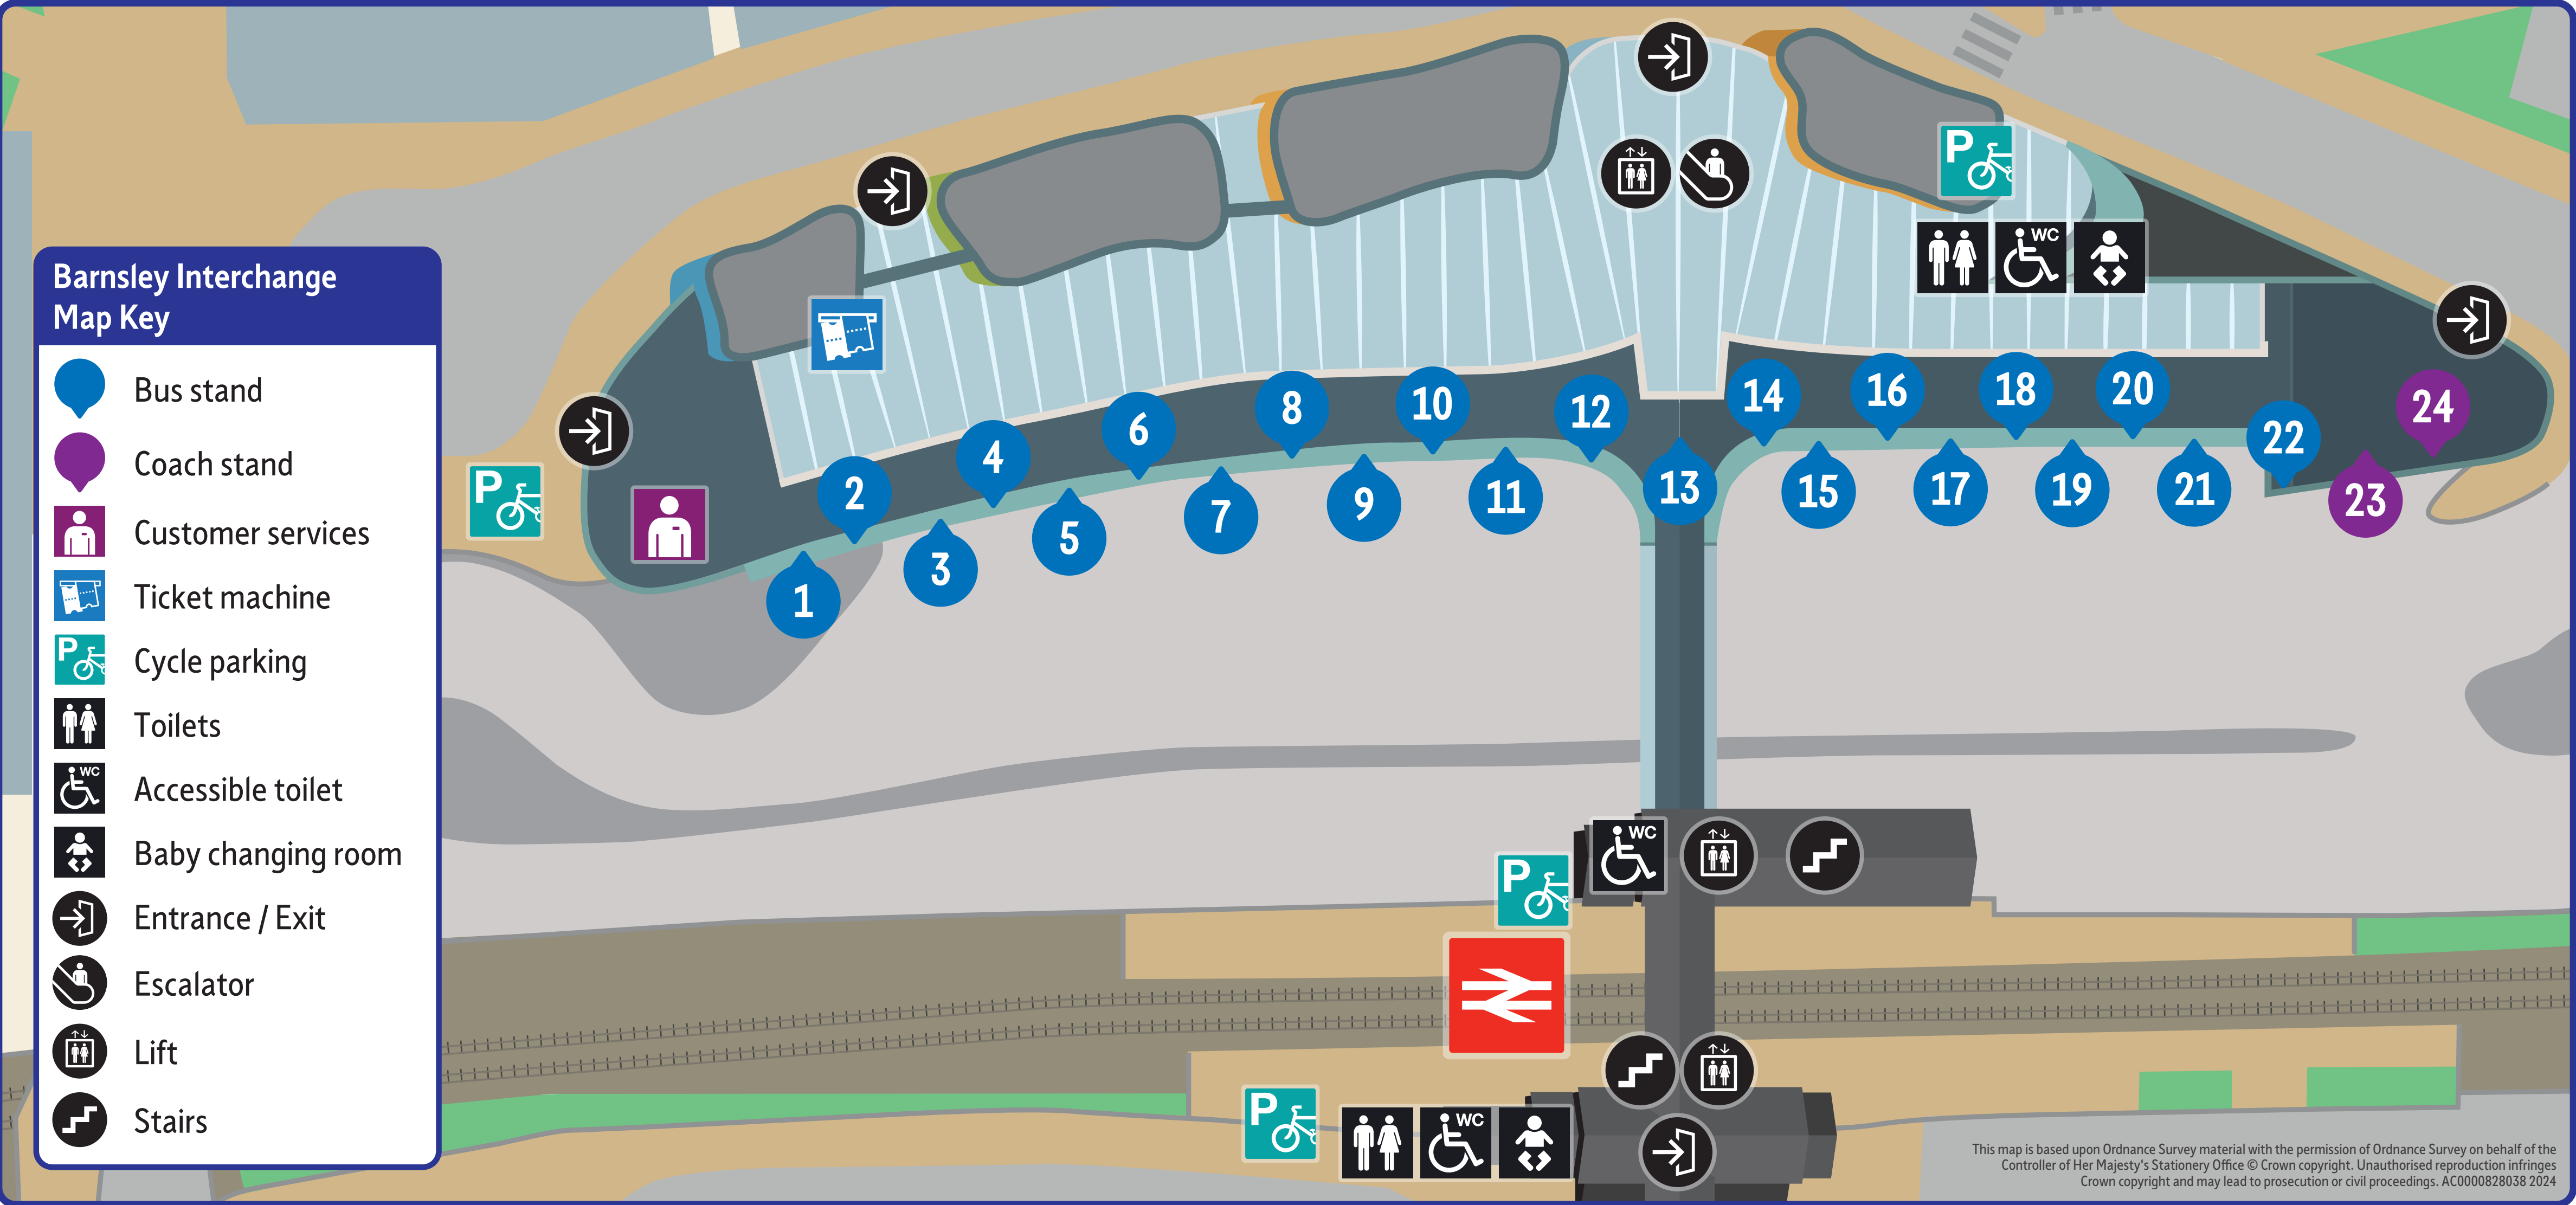 Barnsley Interchange
Map Key
Bus stand
Coach stand
Customer services
Ticket machine
P
Cycle parking
Toilets
WC
Accessible toilet
Baby changing room
Entrance / Exit
Escalator
Lift
Stairs
P
WC
P
1
2
3
4
5
6
7
8
9
10
11
12
13
14
15
16
17
18
19
20
21
22
23
24
WC
P
P
WC
This map is based upon Ordnance Survey material with the permission of Ordnance Survey on behalf of the
Controller of Her Majesty's Stationery Office © Crown copyright. Unauthorised reproduction infringes
Crown copyright and may lead to prosecution or civil proceedings. AC0000828038 2024